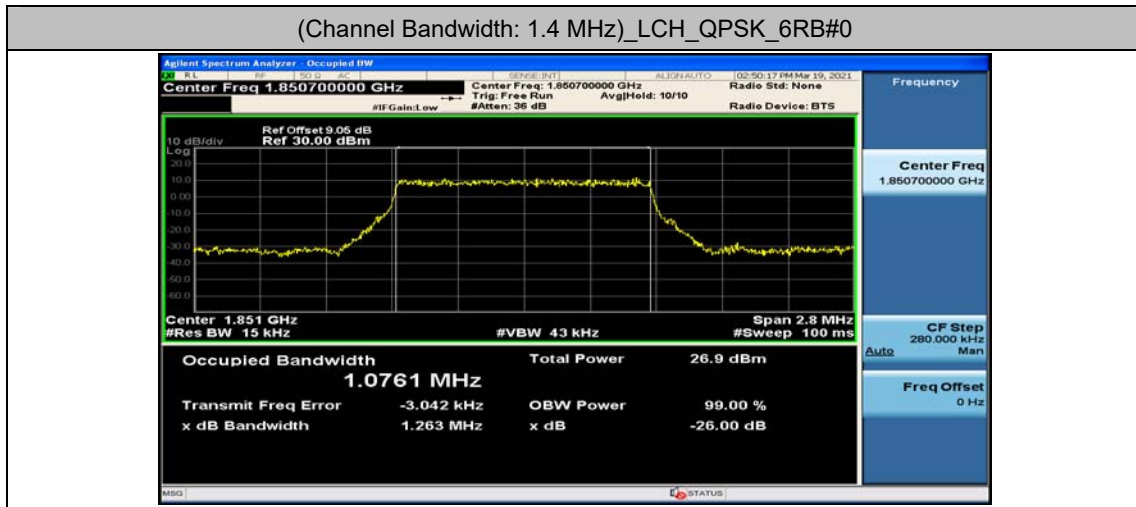 (Channel Bandwidth: 1.4 MHz)_LCH_QPSK_6RB#0
Agilent Spectrum Analyzer - Occupied BW
RL RF 50 Ω AC SENSE:INT ALIGN AUTO 02:50:17 PM Mar 19, 2021
Center Freq 1.850700000 GHz
Center Freq: 1.850700000 GHz
Radio Std: None
Trig: Free Run Avg|Hold: 10/10
#IFGain:Low #Atten: 36 dB Radio Device: BTS
Ref Offset 9.05 dB
10 dB/div Ref 30.00 dBm
Log
20.0
10.0
0.00
-10.0
-20.0
-30.0
-40.0
-50.0
-60.0
Center 1.851 GHz Span 2.8 MHz
#Res BW 15 kHz #VBW 43 kHz #Sweep 100 ms
Occupied Bandwidth Total Power 26.9 dBm
1.0761 MHz
Transmit Freq Error -3.042 kHz OBW Power 99.00 %
x dB Bandwidth 1.263 MHz x dB -26.00 dB
Frequency
Center Freq
1.850700000 GHz
CF Step
280.000 kHz
Auto Man
Freq Offset
0 Hz
MSG STATUS